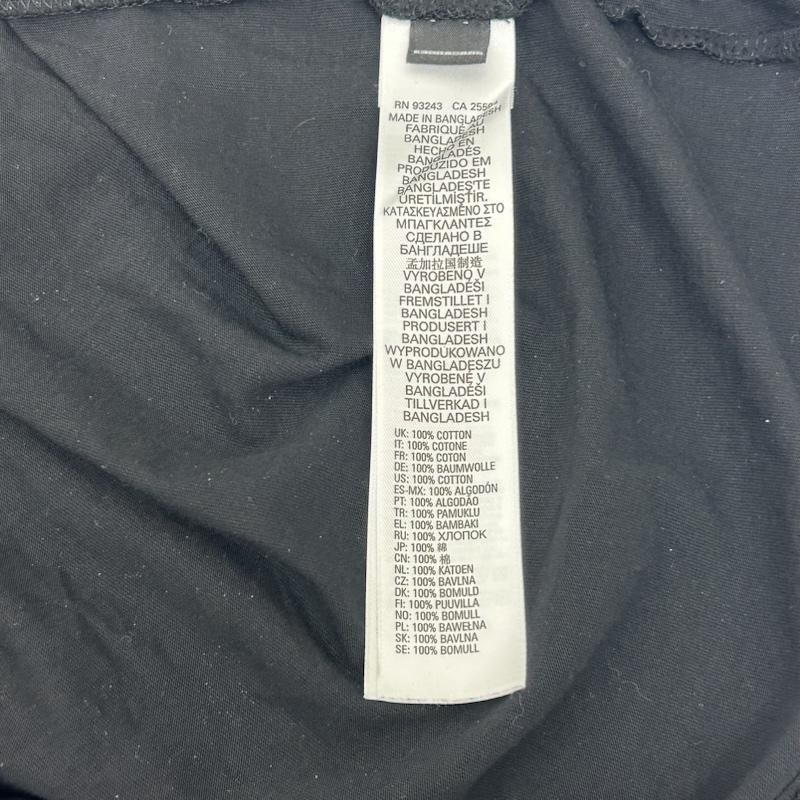 RN 93243 CA
MADE IN BANGLADESH
FABRIQUÉ AU
BANGLADESH
HECHO EN
BANGLADÉS
PRODUZIDO EM
BANGLADESH
BANGLADEŞ'TE
ÜRETİLMİŞTİR.
ΚΑΤΑΣΚΕΥΑΣΜΕΝΟ ΣΤΟ
ΜΠΑΓΚΛΑΝΤΕΣ
СДЕЛАНО В
БАНГЛАДЕШЕ
孟加拉国制造
VYROBENO V
BANGLADÉŠI
FREMSTILLET I
BANGLADESH
PRODUSERT I
BANGLADESH
WYPRODUKOWANO
W BANGLADESZU
VYROBENÉ V
BANGLADÉŠI
TILLVERKAD I
BANGLADESH
UK: 100% COTTON
IT: 100% COTONE
FR: 100% COTON
DE: 100% BAUMWOLLE
US: 100% COTTON
ES-MX: 100% ALGODÓN
PT: 100% ALGODÃO
TR: 100% PAMUKLU
EL: 100% ΒΑΜΒΑΚΙ
RU: 100% ХЛОПОК
JP: 100% 綿
CN: 100% 棉
NL: 100% KATOEN
CZ: 100% BAVLNA
DK: 100% BOMULD
FI: 100% PUUVILLA
NO: 100% BOMULL
PL: 100% BAWEŁNA
SK: 100% BAVLNA
SE: 100% BOMULL